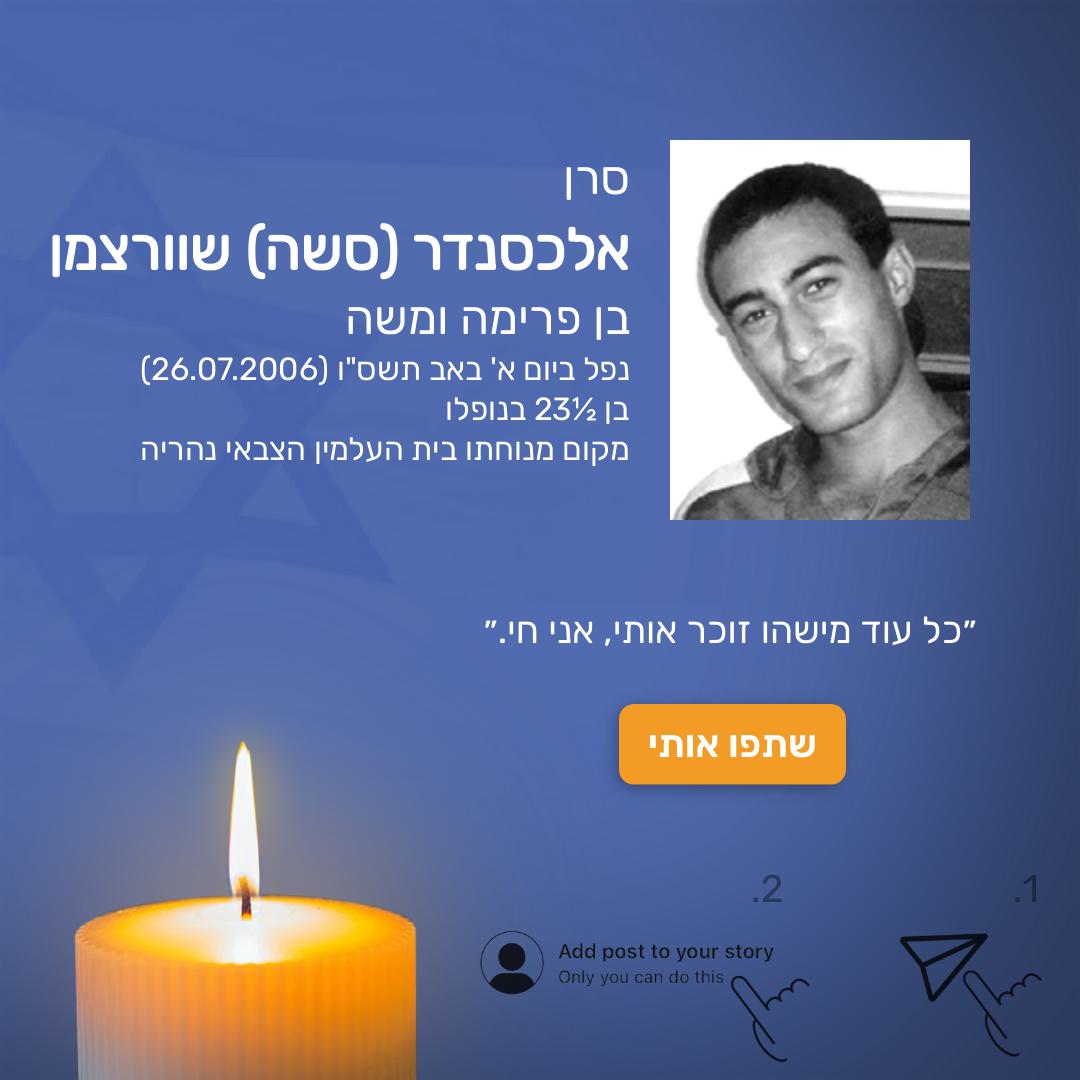 סרן
אלכסנדר (סשה) שוורצמן
בן פרימה ומשה
נפל ביום א' באב תשס"ו (26.07.2006)
בן 23½ בנופלו
מקום מנוחתו בית העלמין הצבאי נהריה
״כל עוד מישהו זוכר אותי, אני חי.״
שתפו אותי
1.
2.
Add post to your story
Only you can do this